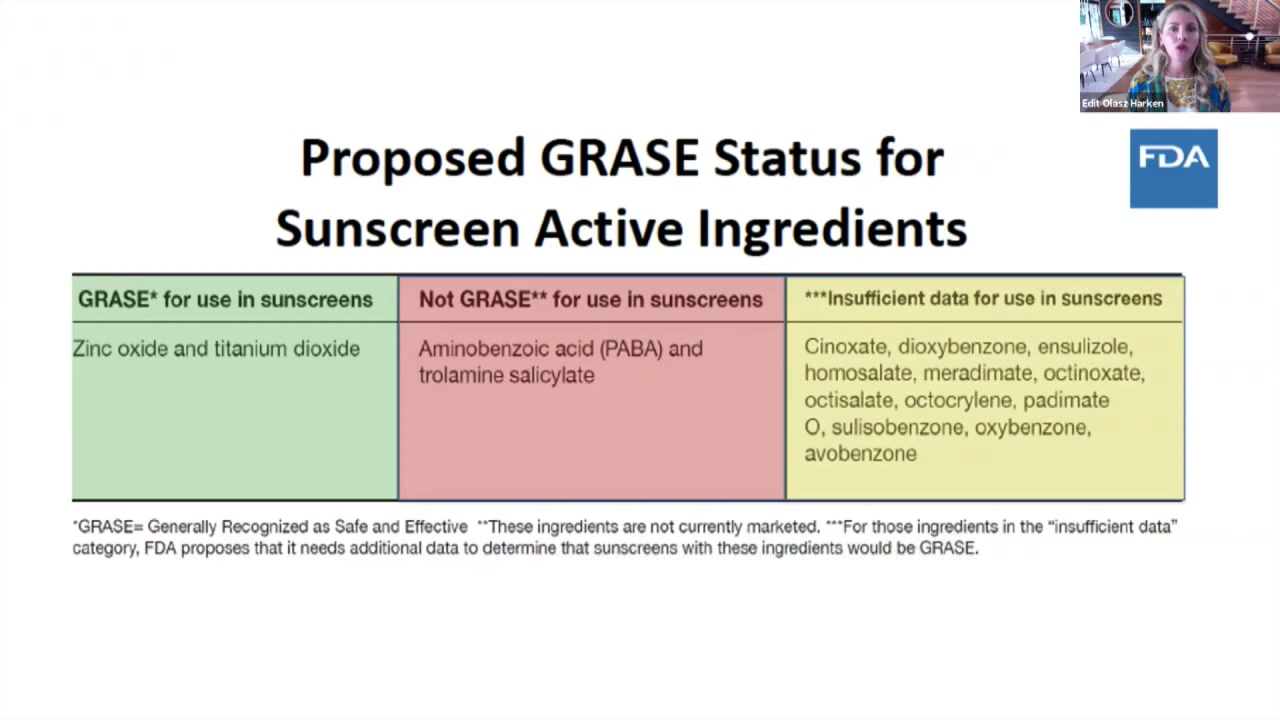 Edit Olasz Harken
FDA
Proposed GRASE Status for
Sunscreen Active Ingredients
GRASE* for use in sunscreens
Zinc oxide and titanium dioxide
Not GRASE** for use in sunscreens
Aminobenzoic acid (PABA) and
trolamine salicylate
***Insufficient data for use in sunscreens
Cinoxate, dioxybenzone, ensulizole,
homosalate, meradimate, octinoxate,
octisalate, octocrylene, padimate
O, sulisobenzone, oxybenzone,
avobenzone
*GRASE= Generally Recognized as Safe and Effective **These ingredients are not currently marketed. ***For those ingredients in the “insufficient data”
category, FDA proposes that it needs additional data to determine that sunscreens with these ingredients would be GRASE.